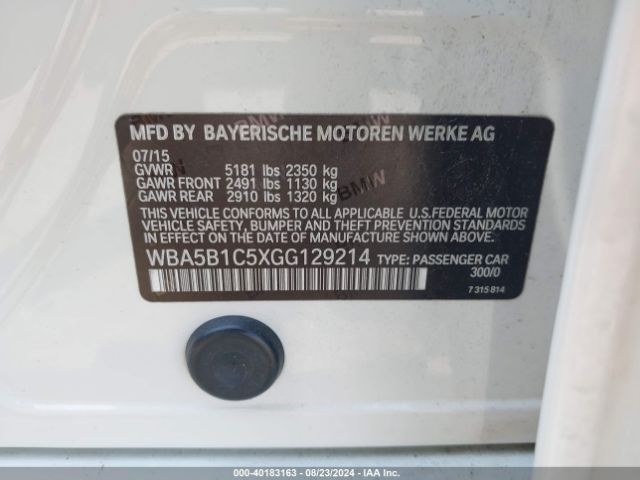 MFD BY BAYERISCHE MOTOREN WERKE AG
07/15
GVWR 5181 lbs 2350 kg
GAWR FRONT 2491 lbs 1130 kg
GAWR REAR 2910 lbs 1320 kg
THIS VEHICLE CONFORMS TO ALL APPLICABLE U.S.FEDERAL MOTOR
VEHICLE SAFETY, BUMPER AND THEFT PREVENTION
STANDARDS IN EFFECT ON THE DATE OF MANUFACTURE SHOWN ABOVE.
WBA5B1C5XGG129214 TYPE: PASSENGER CAR
300/0
7 315 814
BMW
000-40183163 - 08/23/2024 - IAA Inc.